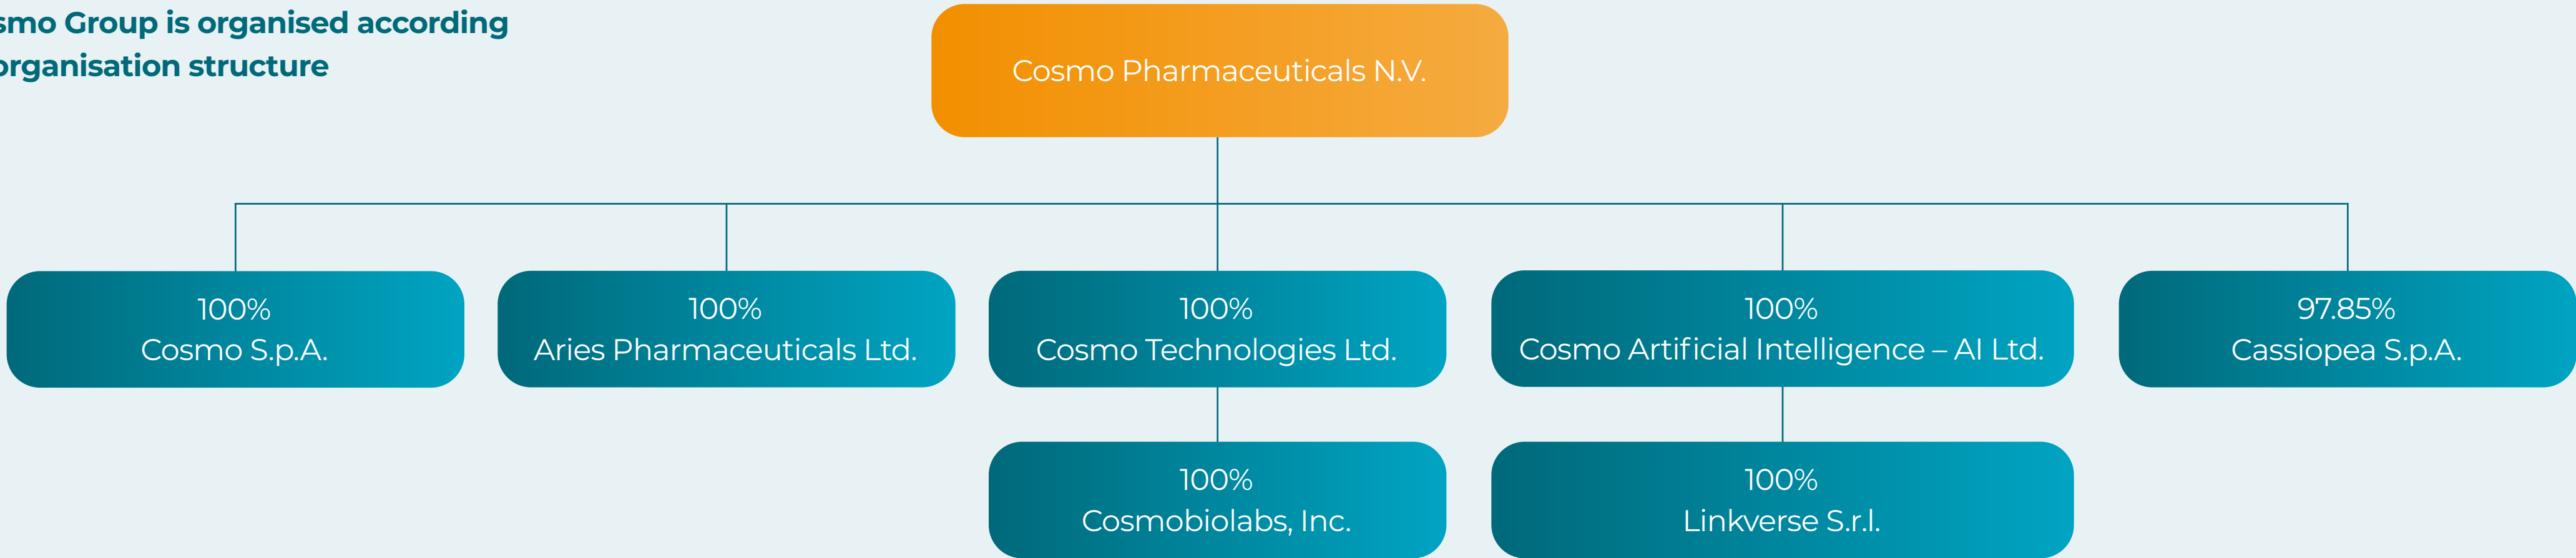 smo Group is organised according
organisation structure
Cosmo Pharmaceuticals N.V.
100%
Cosmo S.p.A.
100%
Aries Pharmaceuticals Ltd.
100%
Cosmo Technologies Ltd.
100%
Cosmo Artificial Intelligence – AI Ltd.
97.85%
Cassiopea S.p.A.
100%
Cosmobiolabs, Inc.
100%
Linkverse S.r.l.